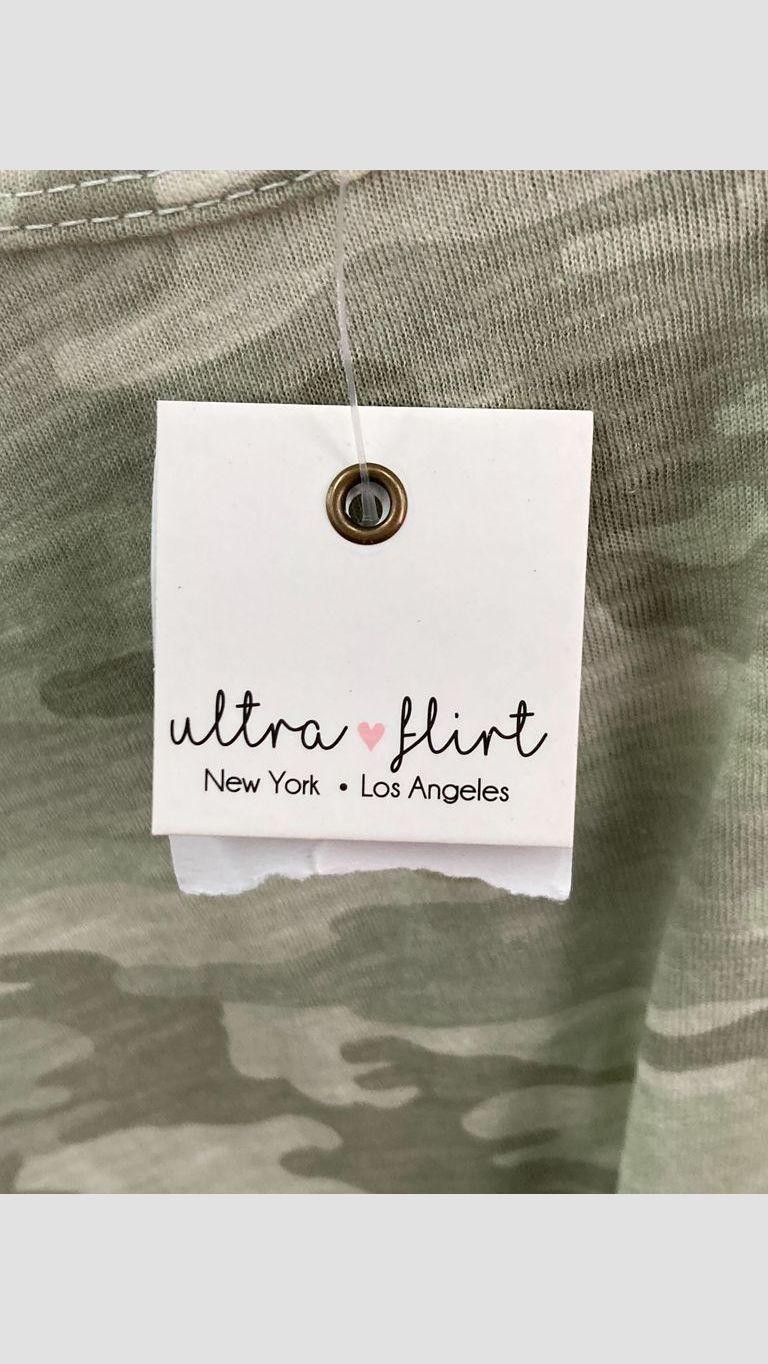 ultra ♥ flirt
New York • Los Angeles